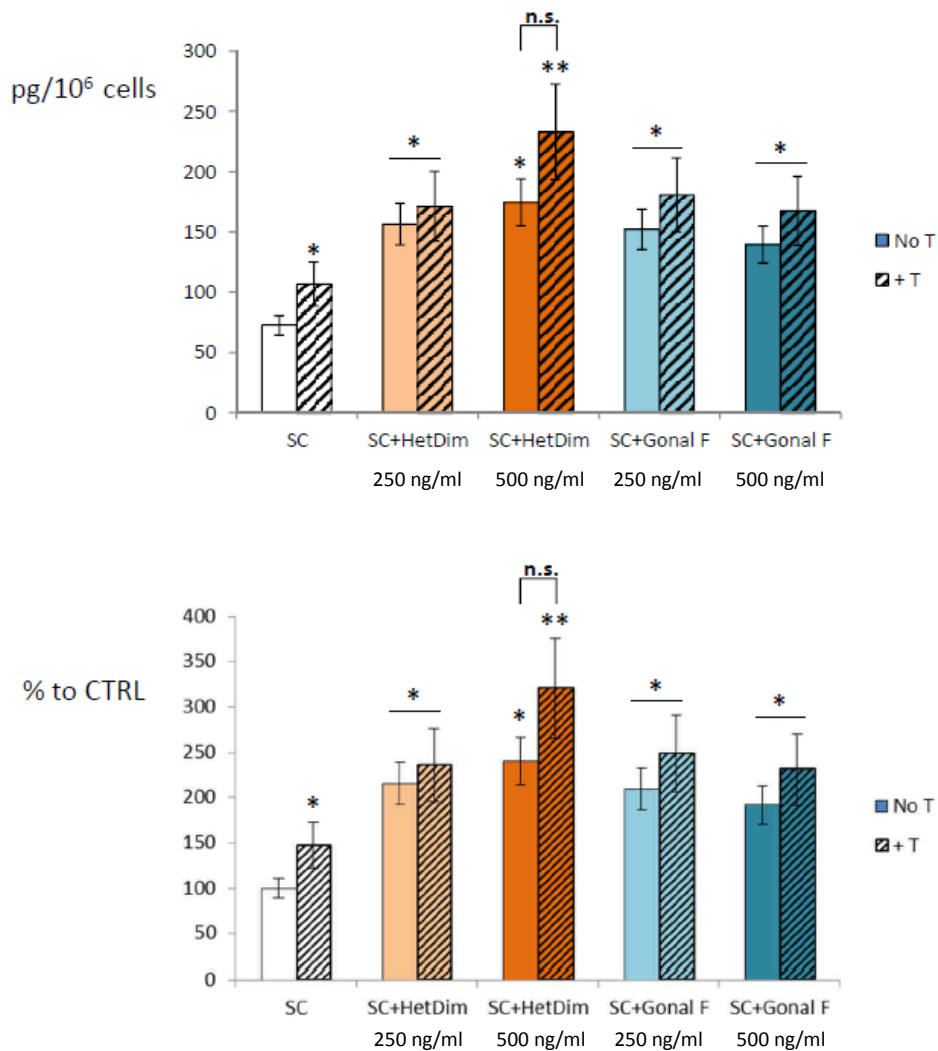 n.s.
300
pg/10⁶ cells
250
**
*
*
200
*
*
150
*
No T
100
+ T
50
0
SC
SC+HetDim
SC+HetDim
SC+Gonal F
SC+Gonal F
250 ng/ml
500 ng/ml
250 ng/ml
500 ng/ml
n.s.
400
**
350
% to CTRL
300
*
*
*
*
250
200
*
No T
150
+ T
100
50
0
SC
SC+HetDim
SC+HetDim
SC+Gonal F
SC+Gonal F
250 ng/ml
500 ng/ml
250 ng/ml
500 ng/ml